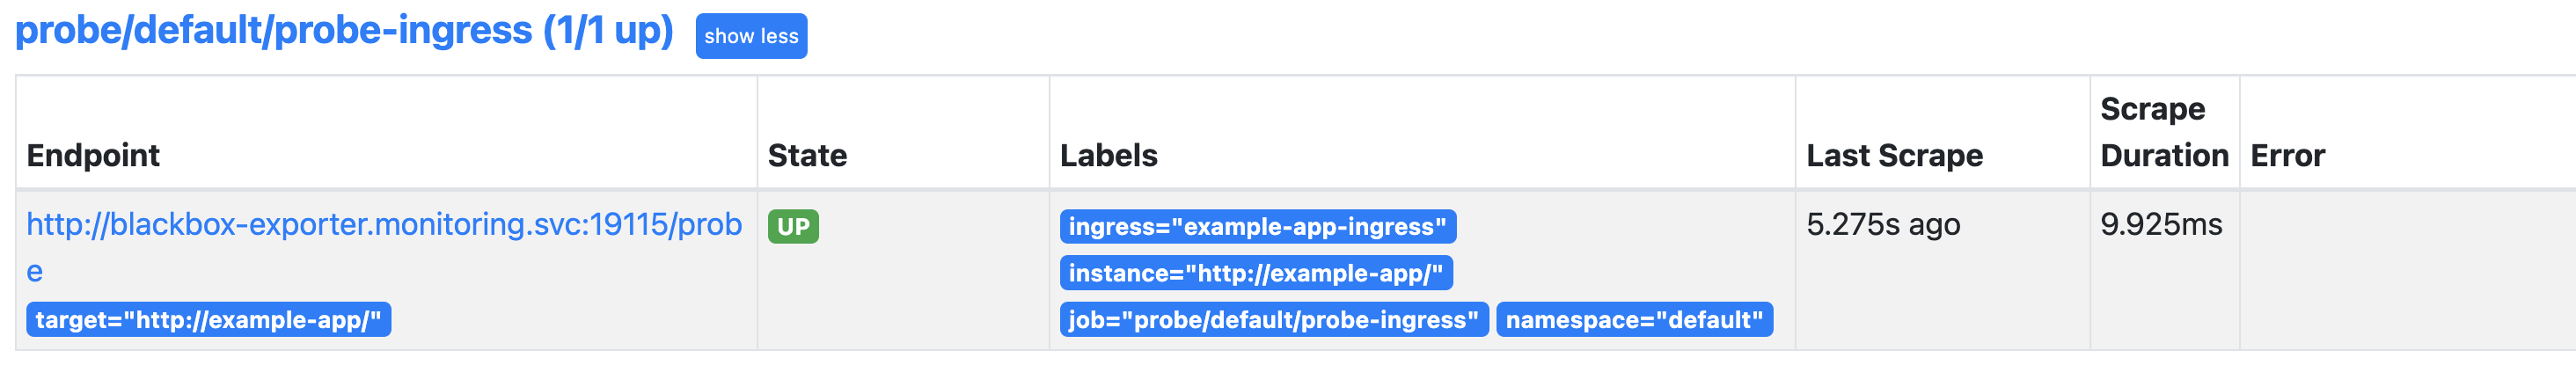 probe/default/probe-ingress (1/1 up) show less
Endpoint State Labels Last Scrape Scrape Duration Error
http://blackbox-exporter.monitoring.svc:19115/prob
e
target="http://example-app/"
UP
ingress="example-app-ingress"
instance="http://example-app/"
job="probe/default/probe-ingress" namespace="default"
5.275s ago
9.925ms